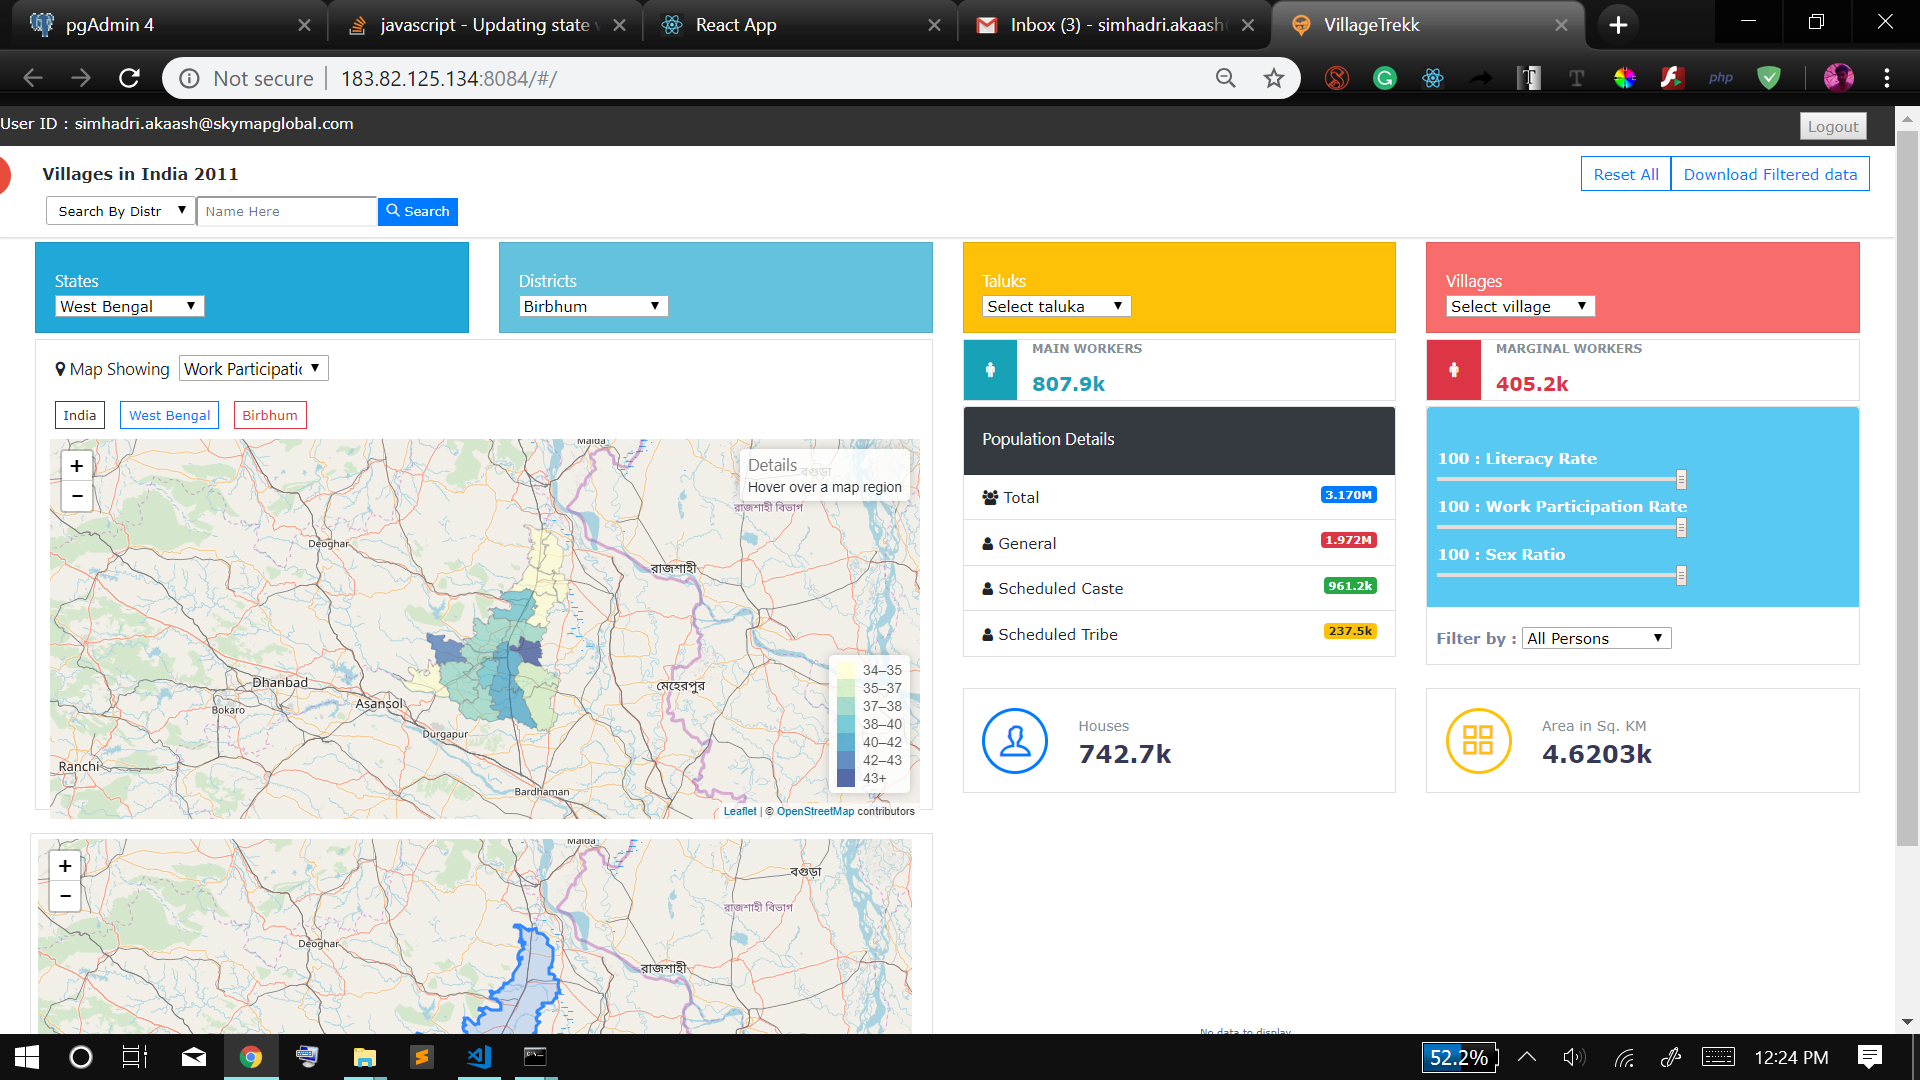 pgAdmin 4
javascript - Updating state
React App
Inbox (3) - simhadri.akaash
VillageTrekk
Not secure
183.82.125.134:8084/#/
php
User ID : simhadri.akaash@skymapglobal.com
Logout
Villages in India 2011
Reset All
Download Filtered data
Search By Distr
Name Here
Search
States
West Bengal
Districts
Birbhum
Taluks
Select taluka
Villages
Select village
Map Showing
Work Participatic
India
West Bengal
Birbhum
+
−
Details
Hover over a map region
Malda
বগুড়া
রাজশাহী বিভাগ
Deoghar
রাজশাহী
Dhanbad
Bokaro
Asansol
মেহেরপুর
Durgapur
Ranchi
Bardhaman
34–35
35–37
37–38
38–40
40–42
42–43
43+
Leaflet | © OpenStreetMap contributors
MAIN WORKERS
807.9k
MARGINAL WORKERS
405.2k
Population Details
Total
3.170M
General
1.972M
Scheduled Caste
961.2k
Scheduled Tribe
237.5k
100 : Literacy Rate
100 : Work Participation Rate
100 : Sex Ratio
Filter by :
All Persons
Houses
742.7k
Area in Sq. KM
4.6203k
+
−
Malda
বগুড়া
রাজশাহী বিভাগ
Deoghar
রাজশাহী
No data to display
52.2%
12:24 PM